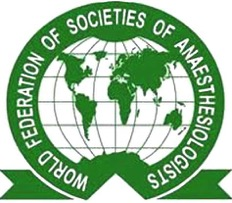 WORLD FEDERATION OF SOCIETIES OF ANAESTHESIOLOGISTS